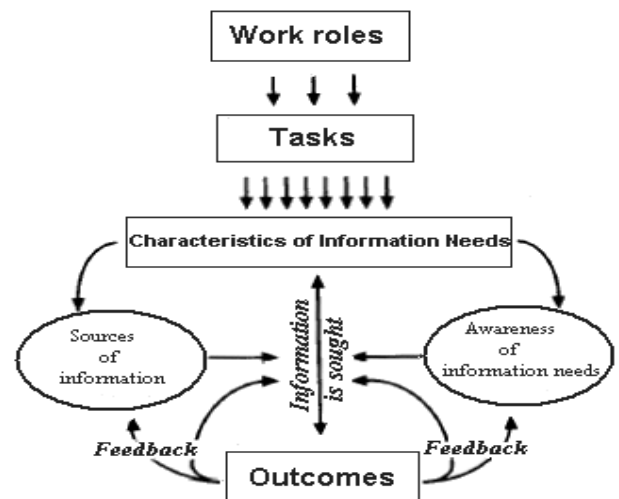 Work roles
Tasks
Characteristics of Information Needs
Sources
of
information
Information
is sought
Awareness
of
information needs
Feedback
Feedback
Outcomes